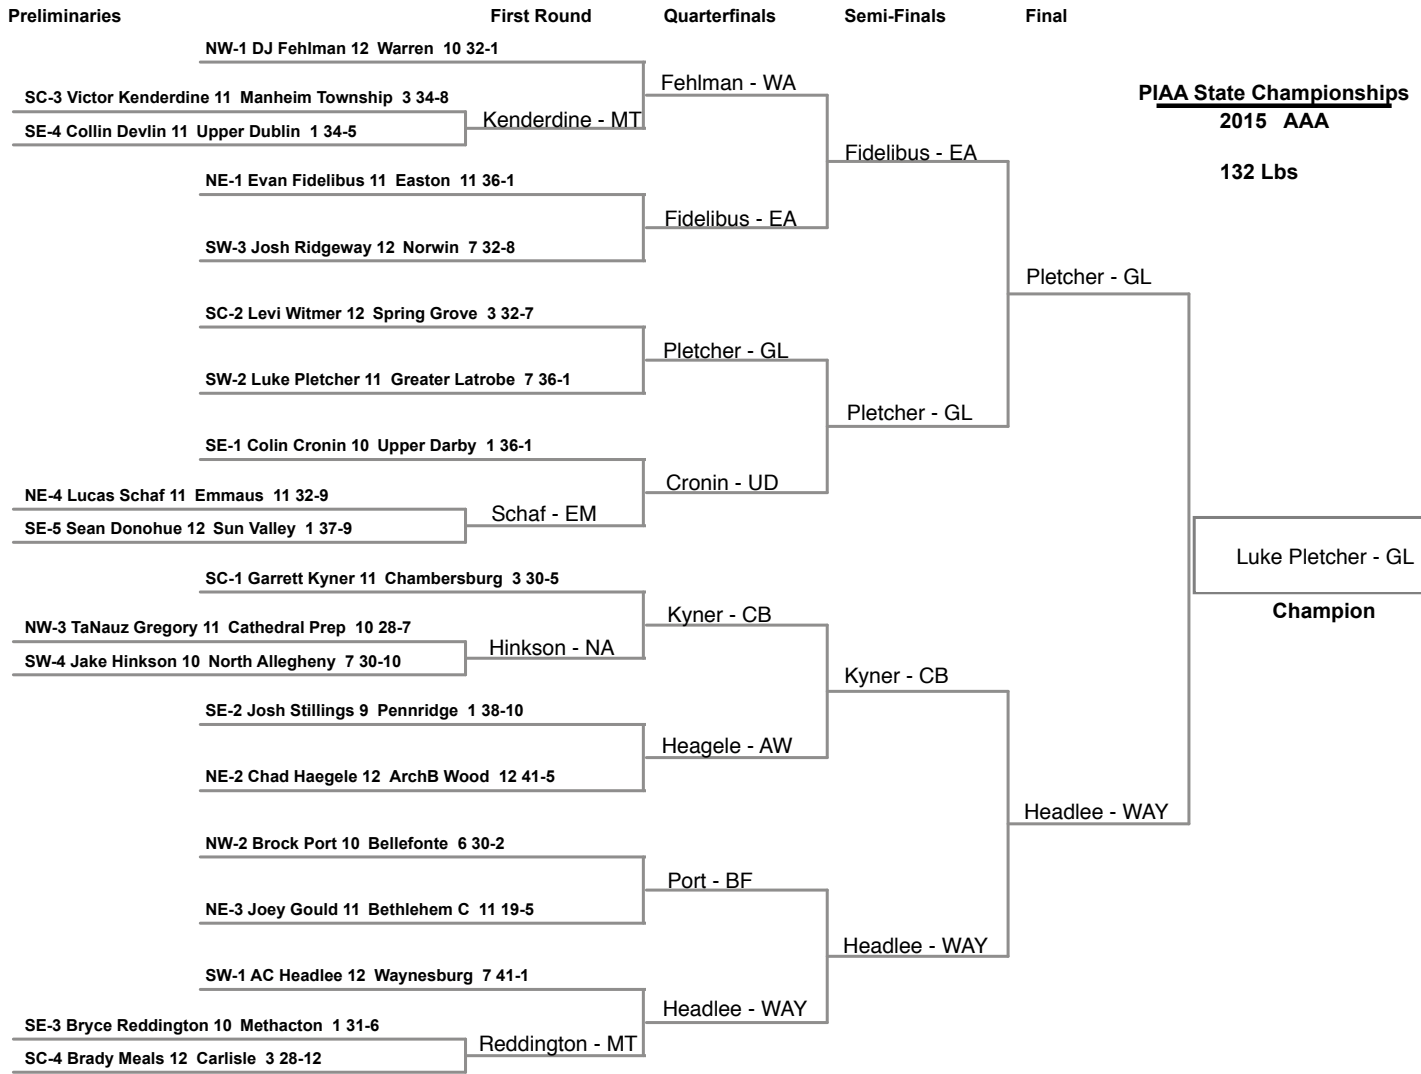 Preliminaries First Round Quarterfinals Semi-Finals Final
NW-1 DJ Fehlman 12 Warren 10 32-1
Fehlman - WA
PIAA State Championships
SC-3 Victor Kenderdine 11 Manheim Township 3 34-8
Kenderdine - MT
2015 AAA
SE-4 Collin Devlin 11 Upper Dublin 1 34-5
Fidelibus - EA
132 Lbs
NE-1 Evan Fidelibus 11 Easton 11 36-1
Fidelibus - EA
SW-3 Josh Ridgeway 12 Norwin 7 32-8
Pletcher - GL
SC-2 Levi Witmer 12 Spring Grove 3 32-7
Pletcher - GL
SW-2 Luke Pletcher 11 Greater Latrobe 7 36-1
Pletcher - GL
SE-1 Colin Cronin 10 Upper Darby 1 36-1
Cronin - UD
NE-4 Lucas Schaf 11 Emmaus 11 32-9
Schaf - EM
SE-5 Sean Donohue 12 Sun Valley 1 37-9
Luke Pletcher - GL
SC-1 Garrett Kyner 11 Chambersburg 3 30-5
Champion
Kyner - CB
NW-3 TaNauz Gregory 11 Cathedral Prep 10 28-7
Hinkson - NA
SW-4 Jake Hinkson 10 North Allegheny 7 30-10
Kyner - CB
SE-2 Josh Stillings 9 Pennridge 1 38-10
Heagele - AW
NE-2 Chad Haegele 12 ArchB Wood 12 41-5
Headlee - WAY
NW-2 Brock Port 10 Bellefonte 6 30-2
Port - BF
NE-3 Joey Gould 11 Bethlehem C 11 19-5
Headlee - WAY
SW-1 AC Headlee 12 Waynesburg 7 41-1
Headlee - WAY
SE-3 Bryce Reddington 10 Methacton 1 31-6
Reddington - MT
SC-4 Brady Meals 12 Carlisle 3 28-12